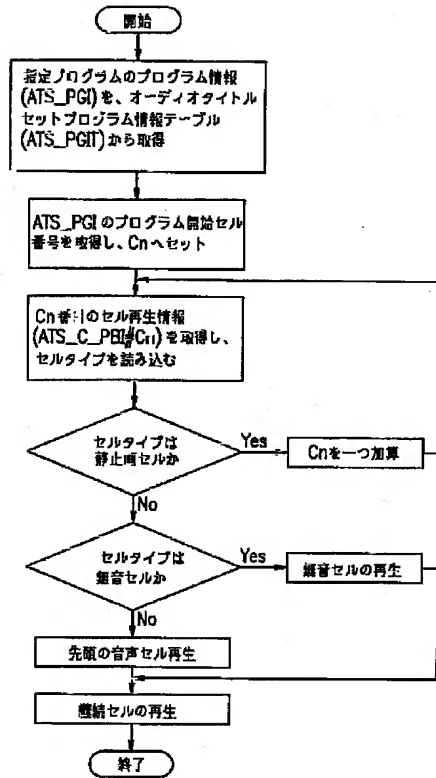 開始
指定プログラムのプログラム情報
(ATS_PGI)を、オーディオタイトル
セットプログラム情報テーブル
(ATS_PGIT)から取得
ATS_PGIのプログラム開始セル
番号を取得し、Cnへセット
Cn番目のセル再生情報
(ATS_C_PBI#Cn)を取得し、
セルタイプを読み込む
セルタイプは
静止画セルか
Yes
Cnを一つ加算
No
セルタイプは
無音セルか
Yes
無音セルの再生
No
先頭の音声セル再生
継続セルの再生
終了